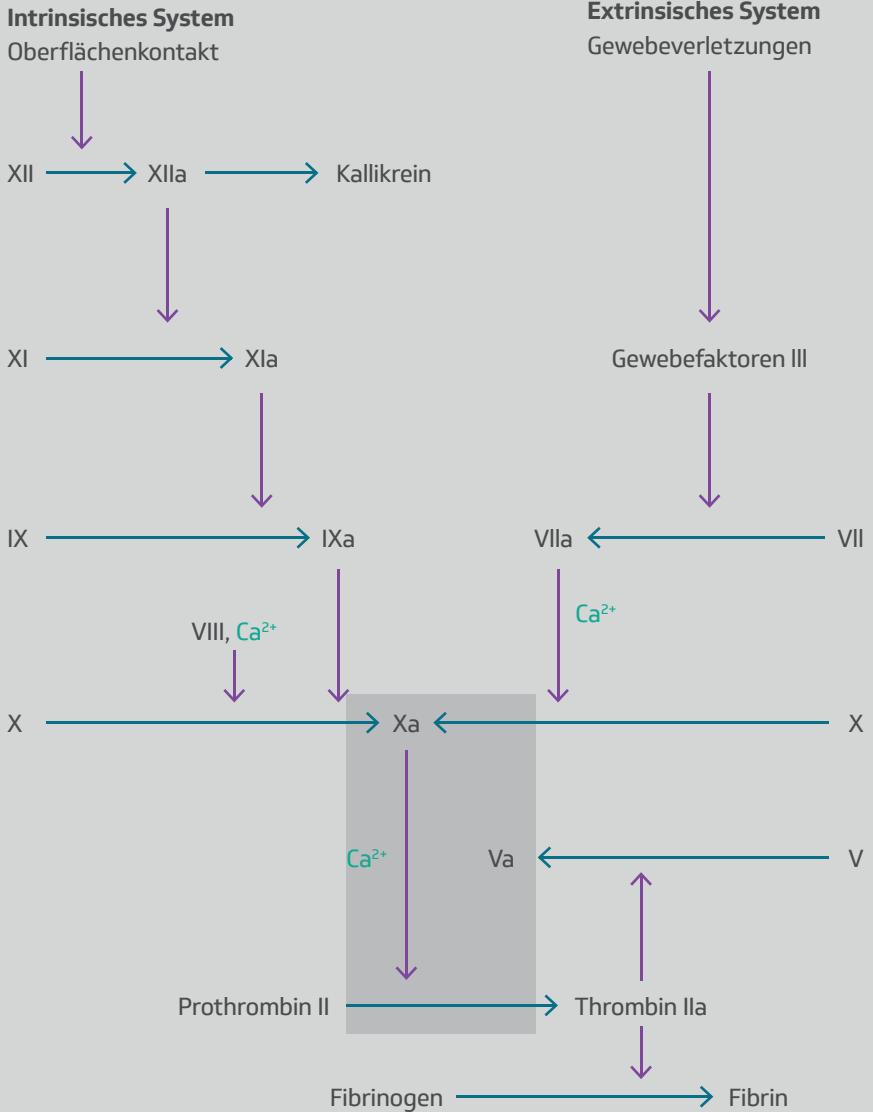 Intrinsisches System
Oberflächenkontakt
Extrinsisches System
Gewebeverletzungen
XII
XIIa
Kallikrein
XI
XIa
Gewebefaktoren III
IX
IXa
VIIa
VII
VIII, Ca²⁺
Ca²⁺
X
Xa
X
Ca²⁺
Va
V
Prothrombin II
Thrombin IIa
Fibrinogen
Fibrin